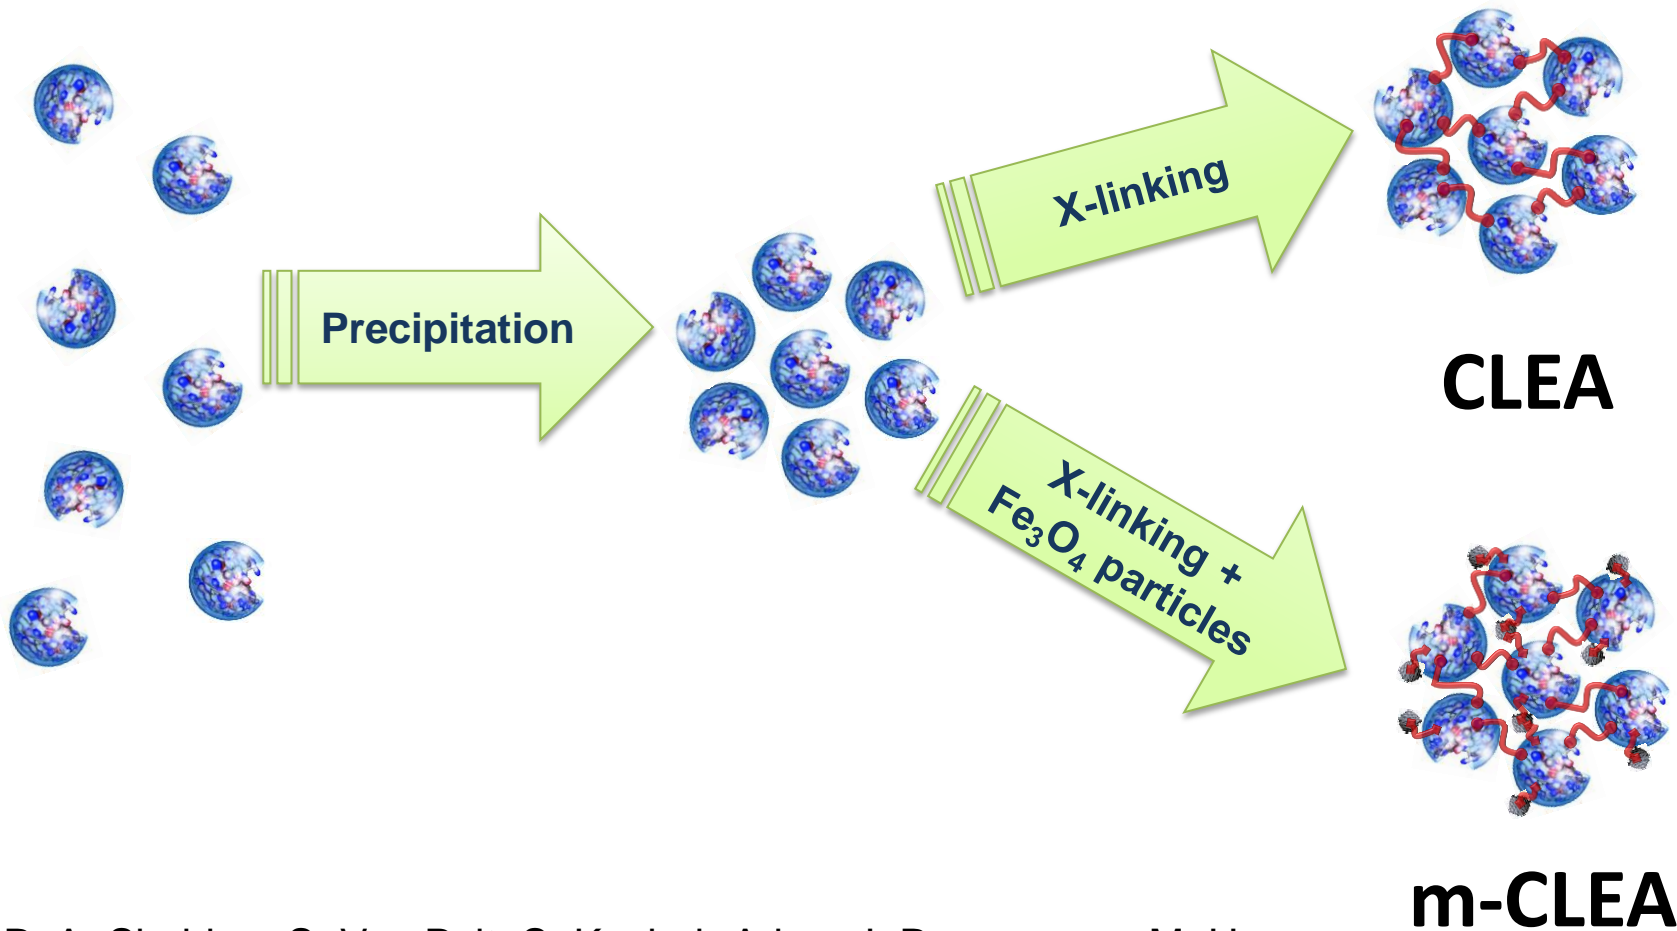 X-linking
Precipitation
CLEA
X-linking +
Fe₃O₄ particles
m-CLEA